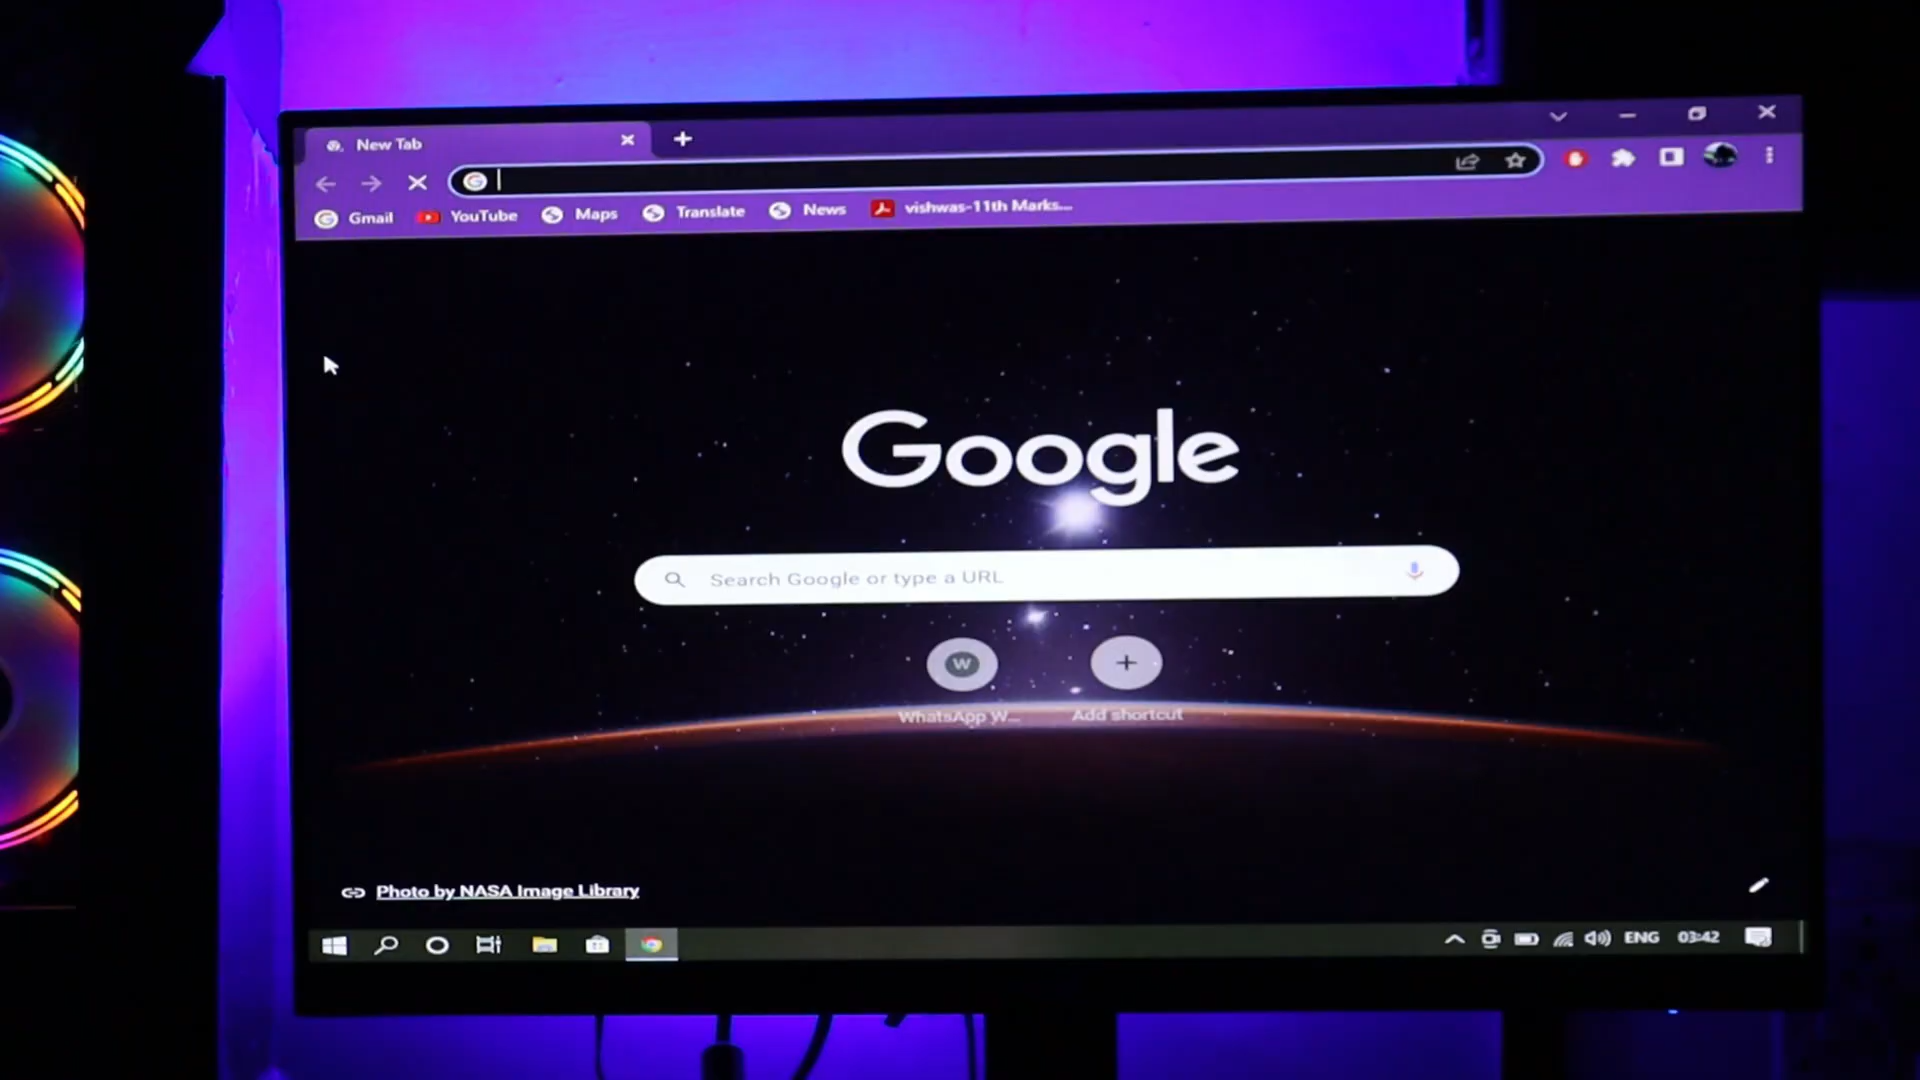 New Tab
Gmail YouTube Maps Translate News vishwas-11th Marks...
Google
Search Google or type a URL
W
WhatsApp W... Add shortcut
Photo by NASA Image Library
ENG 03:42